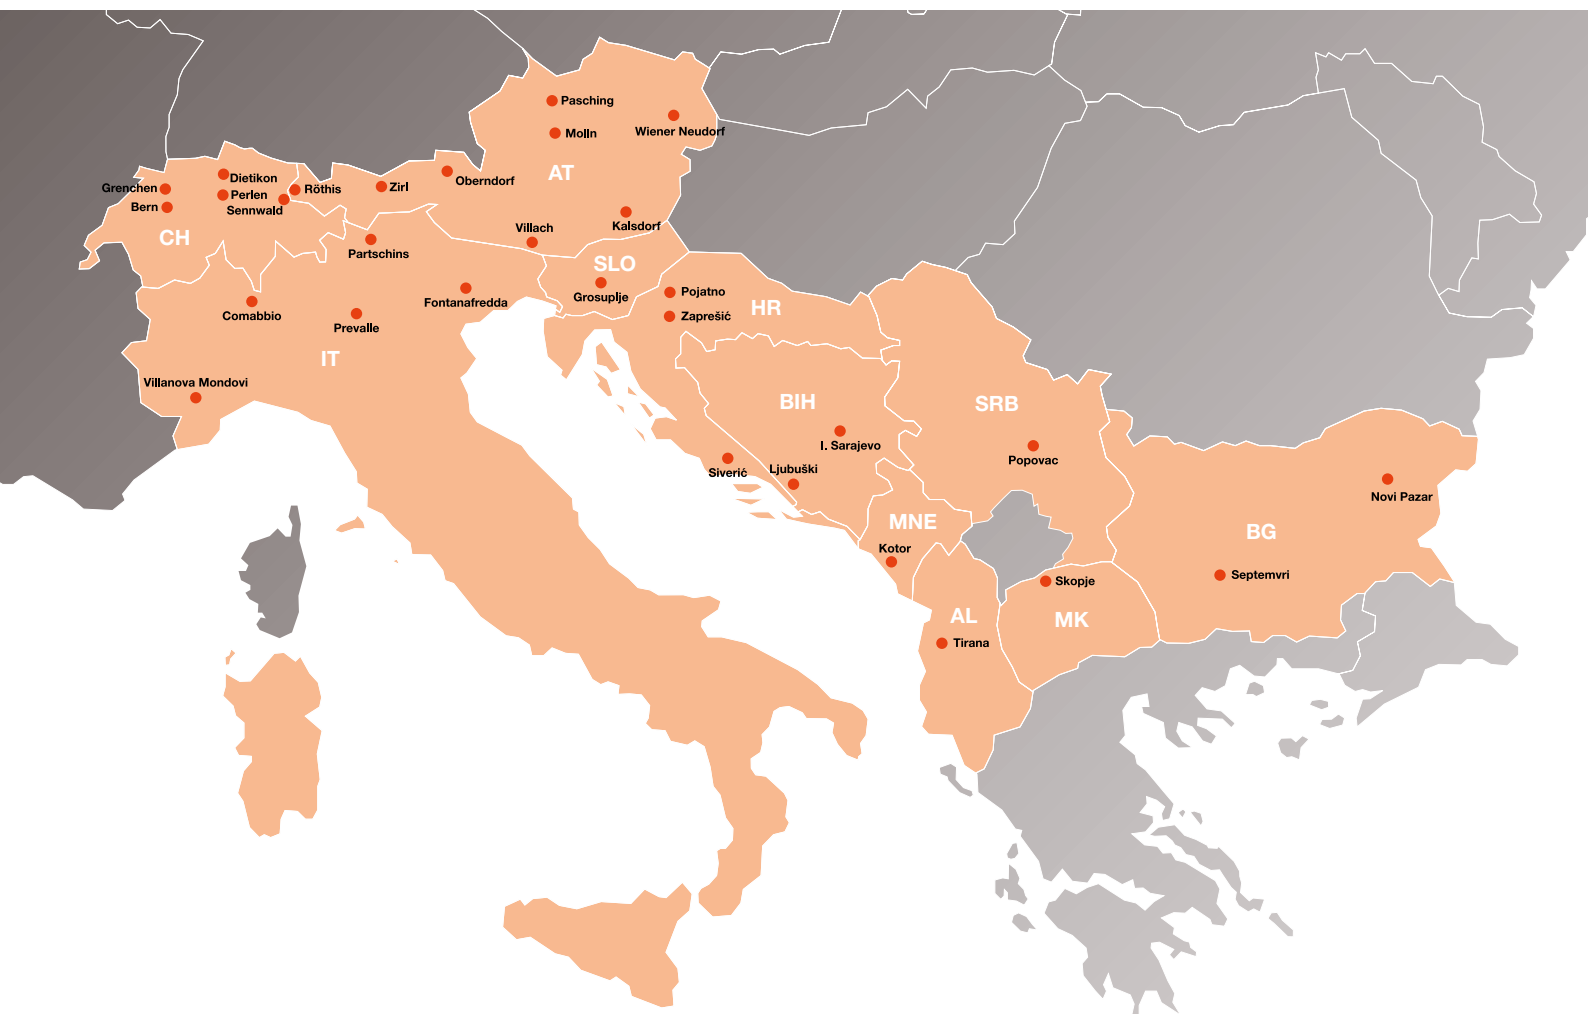 Pasching
Wiener Neudorf
Molln
AT
Oberndorf
Zirl
Röthis
Dietikon
Grenchen
Perlen
Bern
Sennwald
CH
Villach
Kalsdorf
Partschins
SLO
Grosuplje
Fontanafredda
Comabbio
Prevalle
IT
Villanova Mondovi
Pojatno
HR
Zaprešić
BIH
SRB
I. Sarajevo
Popovac
Siverić
Ljubuški
Novi Pazar
MNE
BG
Kotor
Septemvri
Skopje
AL
MK
Tirana